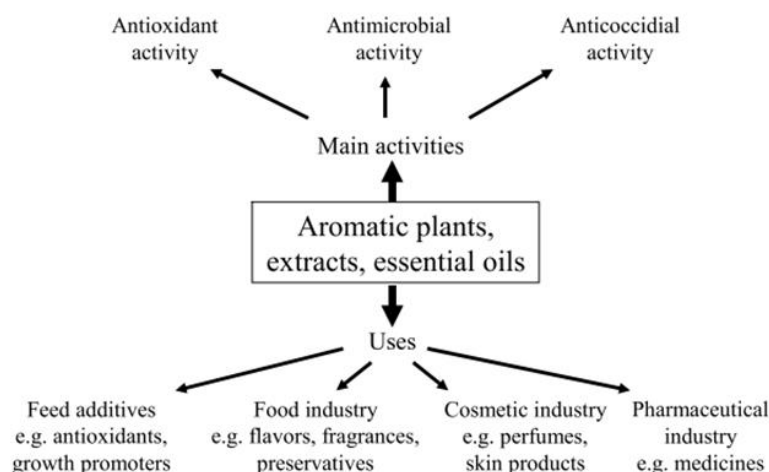 Antioxidant
activity
Antimicrobial
activity
Anticoccidial
activity
Main activities
Aromatic plants,
extracts, essential oils
Uses
Feed additives
e.g. antioxidants,
growth promoters
Food industry
e.g. flavors, fragrances,
preservatives
Cosmetic industry
e.g. perfumes,
skin products
Pharmaceutical
industry
e.g. medicines